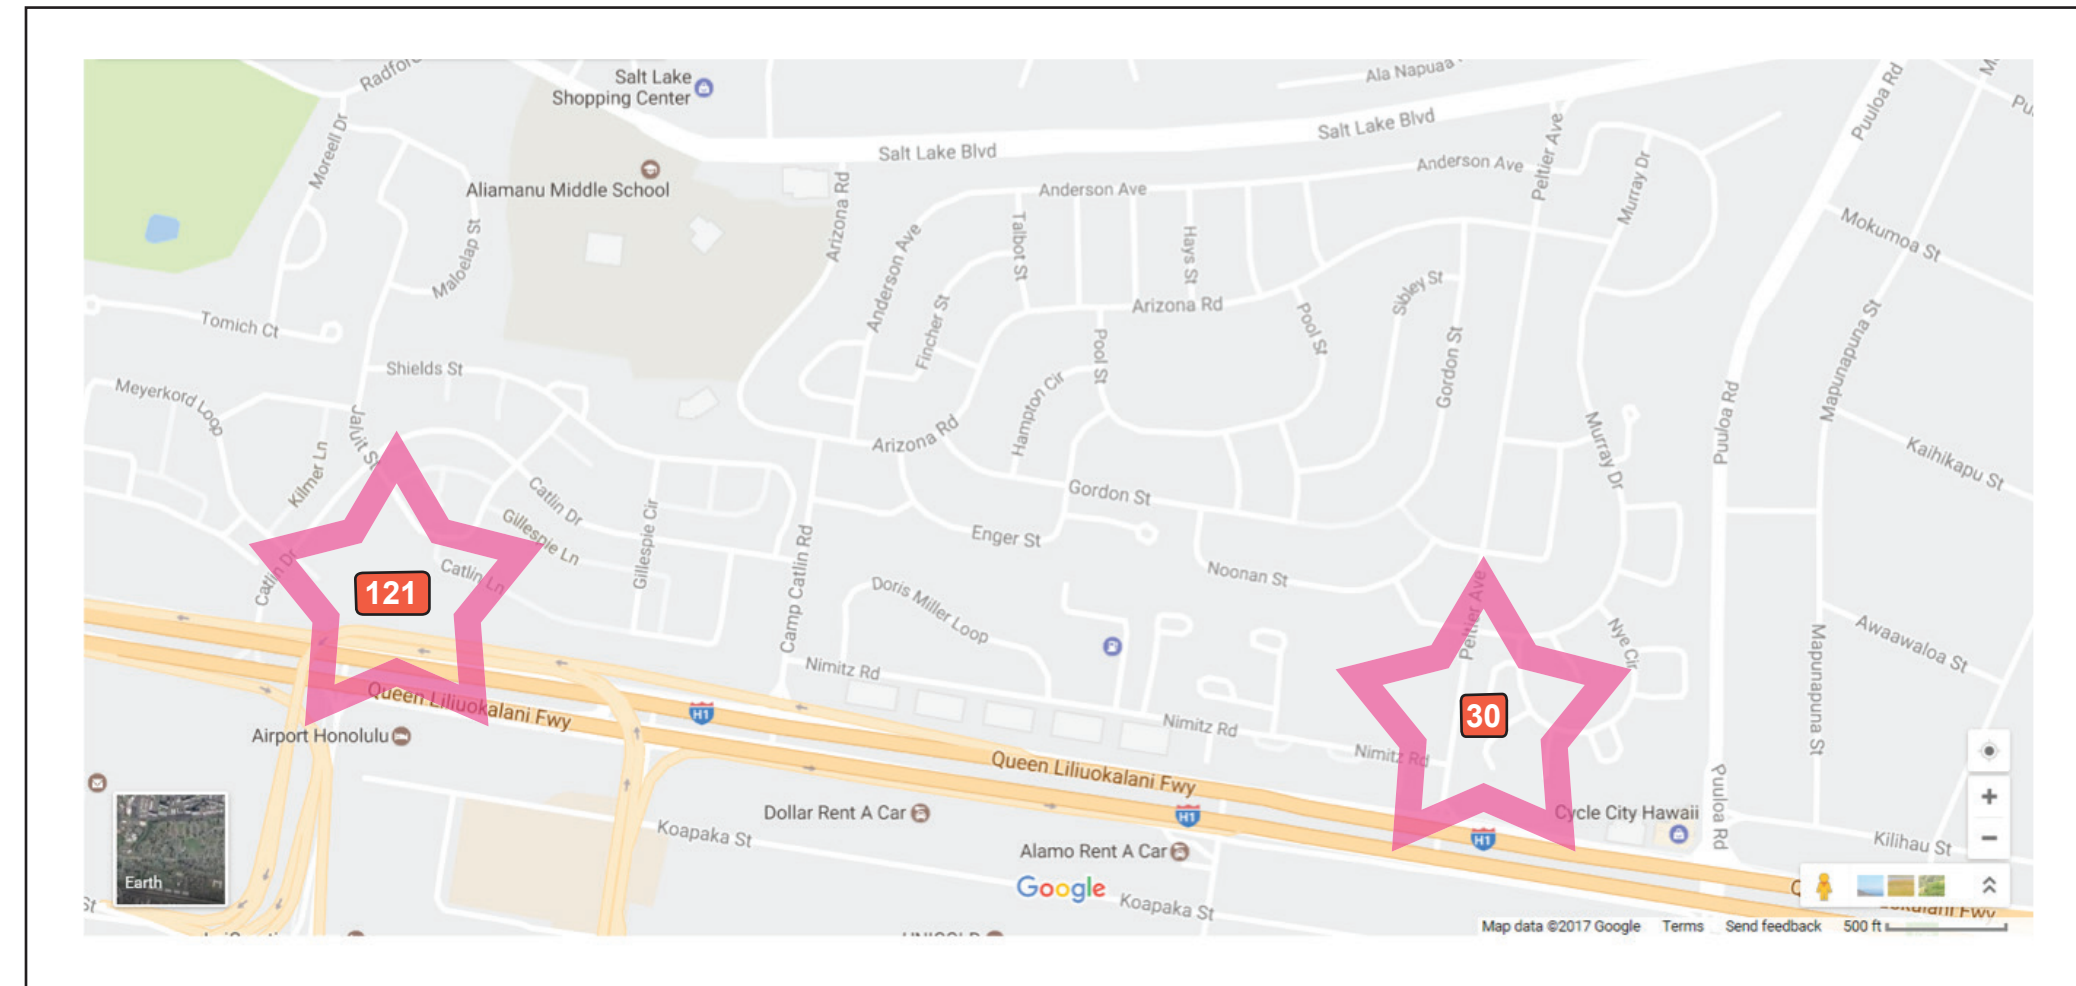 Radfor
Salt Lake
Shopping Center
Ala Napuaa
Puuloa Rd
Moreell Dr
Salt Lake Blvd
Salt Lake Blvd
Peltier Ave
Anderson Ave
Aliamanu Middle School
Arizona Rd
Anderson Ave
Murray Dr
Mokumoa St
Maloelap St
Anderson Ave
Talbot St
Hays St
Tomich Ct
Fincher St
Arizona Rd
Pool St
Sibley St
Mapunapuna St
Shields St
Pool St
Gordon St
Meyerkord Loop
Jaluit St
Hampton Cir
Puuloa Rd
Arizona Rd
Murray Dr
Kaihikapu St
Kilmer Ln
Catlin Dr
Gordon St
Gillespie Ln
Gillespie Cir
Enger St
Camp Catlin Rd
Catlin Dr
Catlin Ln
121
Noonan St
Doris Miller Loop
Peltier Ave
Nye Cir
Awaawaloa St
Mapunapuna St
Nimitz Rd
Queen Liliuokalani Fwy
H1
30
Nimitz Rd
Airport Honolulu
Nimitz Rd
Queen Liliuokalani Fwy
Puuloa Rd
Dollar Rent A Car
H1
Cycle City Hawaii
Koapaka St
H1
Kilihau St
Alamo Rent A Car
Earth
Google
Koapaka St
St
Map data ©2017 Google Terms Send feedback 500 ft